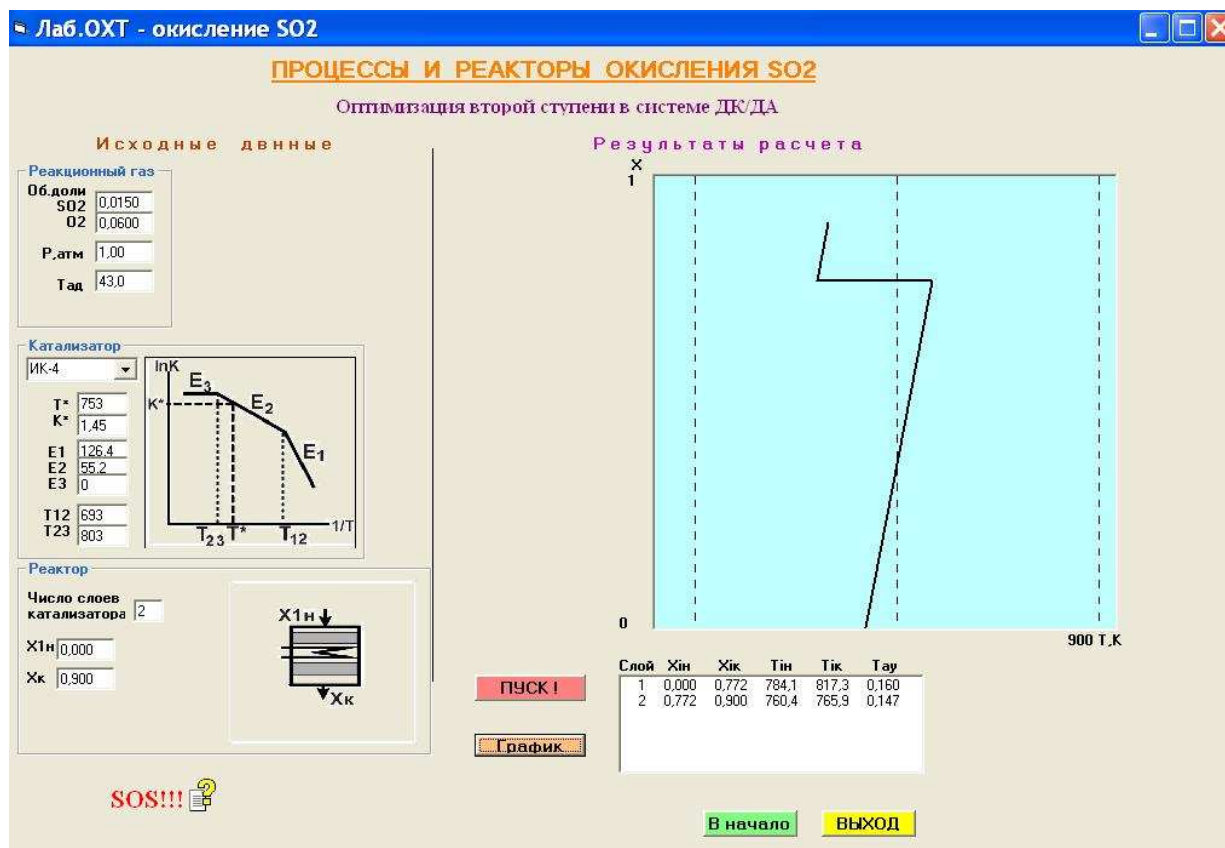 Лаб.ОХТ - окисление SO2
ПРОЦЕССЫ И РЕАКТОРЫ ОКИСЛЕНИЯ SO2
Оптимизация второй ступени в системе ДК/ДА
Исходные двнные
Реакционный газ
Об.доли
SO2 0,0150
O2 0,0600
P,атм 1,00
Tад 43,0
Катализатор
ИК-4
T* 753
K* 1,45
E1 126.4
E2 55.2
E3 0
T12 693
T23 803
lnK
E3
K*
E2
E1
T23 T* T12 1/T
Реактор
Число слоев
катализатора 2
X1н 0,000
Xк 0,900
X1н
Xк
SOS!!!
Результаты расчета
X
1
0
900 T,K
ПУСК !
График
Слой Xiн Xiк Tiн Tiк Tay
1 0,000 0,772 784,1 817,3 0,160
2 0,772 0,900 760,4 765,9 0,147
В начало ВЫХОД